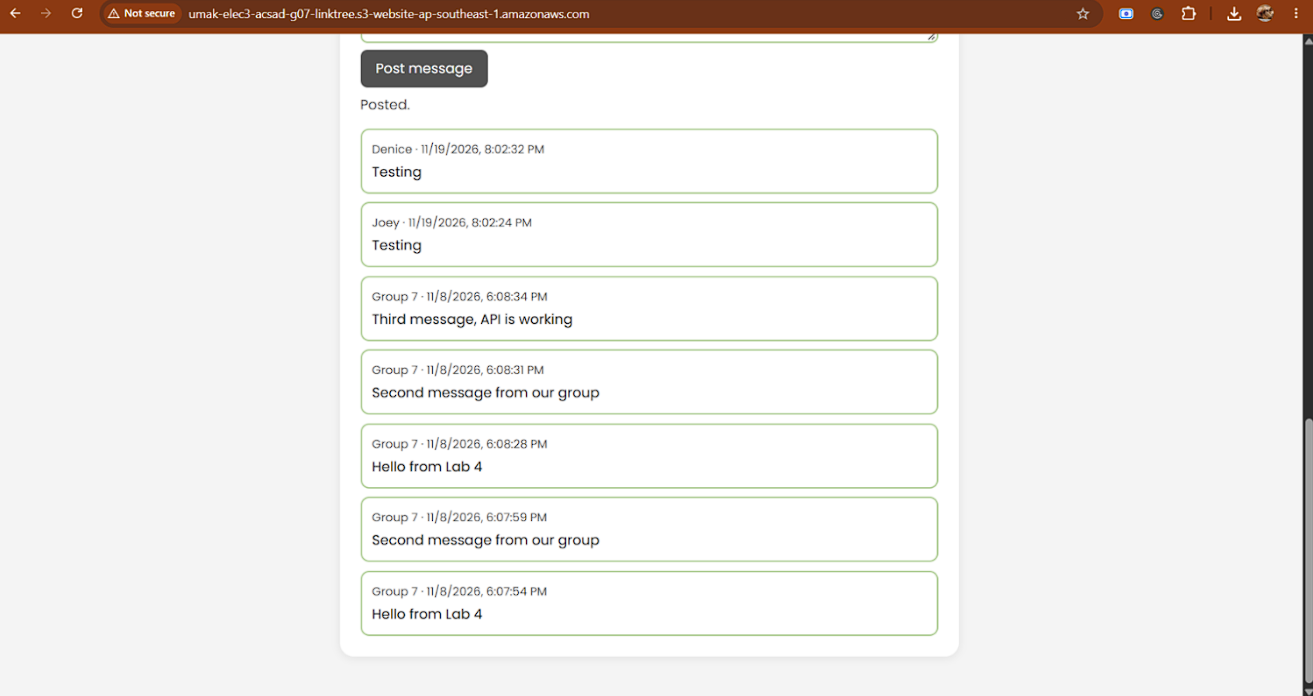 Not secure
umak-elec3-acsad-g07-linktree.s3-website-ap-southeast-1.amazonaws.com
Post message
Posted.
Denice · 11/19/2026, 8:02:32 PM
Testing
Joey · 11/19/2026, 8:02:24 PM
Testing
Group 7 · 11/8/2026, 6:08:34 PM
Third message, API is working
Group 7 · 11/8/2026, 6:08:31 PM
Second message from our group
Group 7 · 11/8/2026, 6:08:28 PM
Hello from Lab 4
Group 7 · 11/8/2026, 6:07:59 PM
Second message from our group
Group 7 · 11/8/2026, 6:07:54 PM
Hello from Lab 4